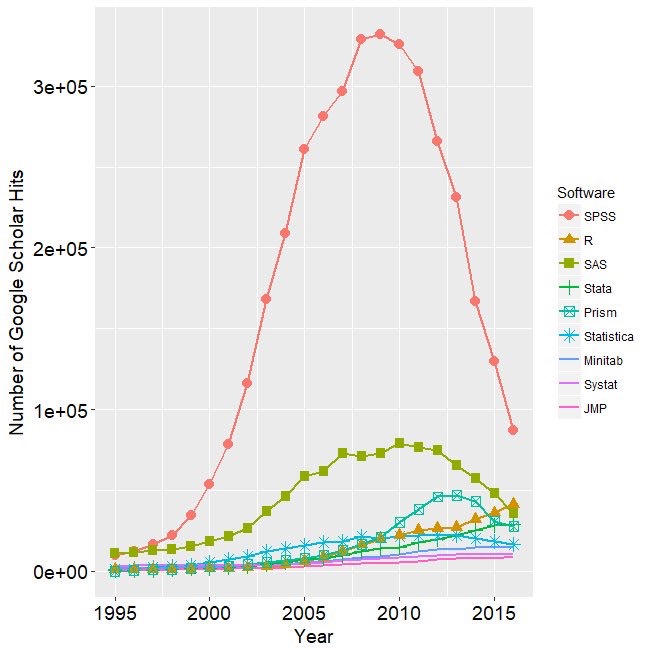 Number of Google Scholar Hits
3e+05
2e+05
1e+05
0e+00
1995 2000 2005 2010 2015
Year
Software
SPSS
R
SAS
Stata
Prism
Statistica
Minitab
Systat
JMP